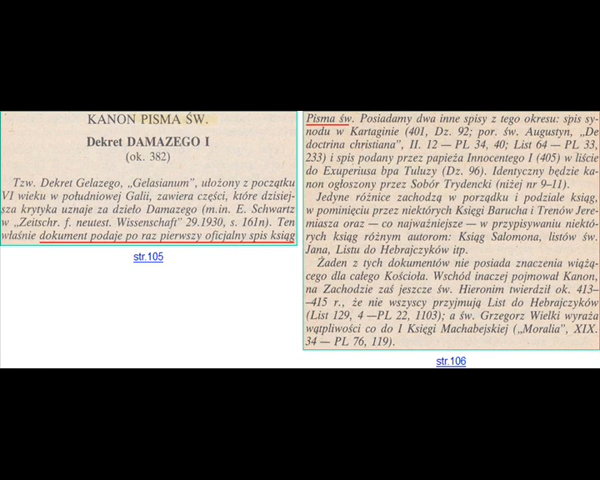 KANON PISMA ŚW.
Dekret DAMAZEGO I
(ok. 382)
Tzw. Dekret Gelazego, „Gelasianum”, ułożony z początku
VI wieku w południowej Galii, zawiera części, które dzisiej-
sza krytyka uznaje za dzieło Damazego (m.in. E. Schwartz
w „Zeitschr. f. neutest. Wissenschaft” 29.1930, s. 161n). Ten
właśnie dokument podaje po raz pierwszy oficjalny spis ksiąg
str.105
Pisma św. Posiadamy dwa inne spisy z tego okresu: spis sy-
nodu w Kartaginie (401, Dz. 92; por. św. Augustyn, „De
doctrina christiana”, II. 12 — PL 34, 40; List 64 — PL 33,
233) i spis podany przez papieża Innocentego I (405) w liście
do Exuperiusa bpa Tuluzy (Dz. 96). Identyczny będzie ka-
non ogłoszony przez Sobór Trydencki (niżej nr 9–11).
Jedyne różnice zachodzą w porządku i podziale ksiąg,
w pominięciu przez niektórych Księgi Barucha i Trenów Jere-
miasza oraz — co najważniejsze — w przypisywaniu niektó-
rych ksiąg różnym autorom: Ksiąg Salomona, listów św.
Jana, Listu do Hebrajczyków itp.
Żaden z tych dokumentów nie posiada znaczenia wiążą-
cego dla całego Kościoła. Wschód inaczej pojmował Kanon,
na Zachodzie zaś jeszcze św. Hieronim twierdził ok. 413–
–415 r., że nie wszyscy przyjmują List do Hebrajczyków
(List 129, 4 —PL 22, 1103); a św. Grzegorz Wielki wyraża
wątpliwości co do I Księgi Machabejskiej („Moralia”, XIX.
34 — PL 76, 119).
str.106